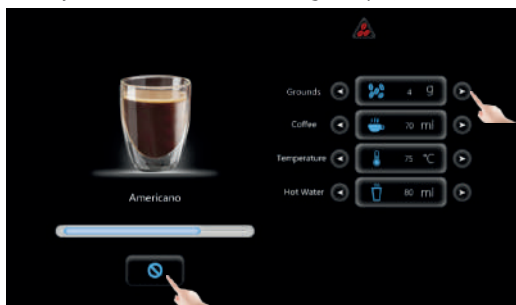 Grounds 4 g
Coffee 70 ml
Temperature 75 °C
Hot Water 80 ml
Americano